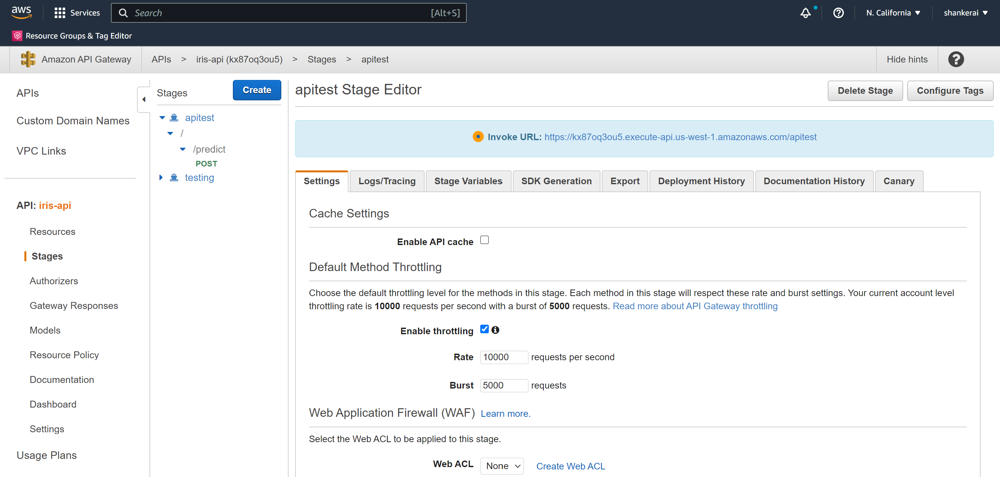 aws Services Search [Alt+S] N. California shankerai
Resource Groups & Tag Editor
Amazon API Gateway APIs > iris-api (kx87oq3ou5) > Stages > apitest Hide hints
APIs
Custom Domain Names
VPC Links
API: iris-api
Resources
Stages
Authorizers
Gateway Responses
Models
Resource Policy
Documentation
Dashboard
Settings
Usage Plans
Stages Create
apitest
/
/predict
POST
testing
apitest Stage Editor Delete Stage Configure Tags
Invoke URL: https://kx87oq3ou5.execute-api.us-west-1.amazonaws.com/apitest
Settings Logs/Tracing Stage Variables SDK Generation Export Deployment History Documentation History Canary
Cache Settings
Enable API cache
Default Method Throttling
Choose the default throttling level for the methods in this stage. Each method in this stage will respect these rate and burst settings. Your current account level
throttling rate is 10000 requests per second with a burst of 5000 requests. Read more about API Gateway throttling
Enable throttling
Rate 10000 requests per second
Burst 5000 requests
Web Application Firewall (WAF) Learn more.
Select the Web ACL to be applied to this stage.
Web ACL None Create Web ACL